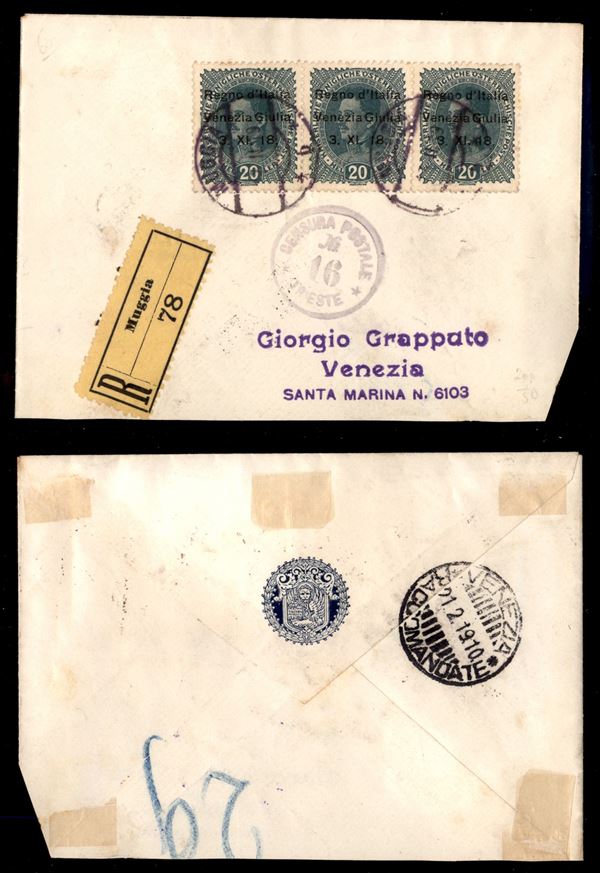 Regno d'Italia
Venezia Giulia
3. XI. 18.
20
Regno d'Italia
Venezia Giulia
3. XI. 18.
20
Regno d'Italia
Venezia Giulia
3. XI. 18.
20
CENSURA POSTALE
№
16
TRIESTE
R
Muggia
78
Giorgio Grapputo
Venezia
SANTA MARINA N. 6103
VENEZIA
21.2.19.10
RACCOMANDATE